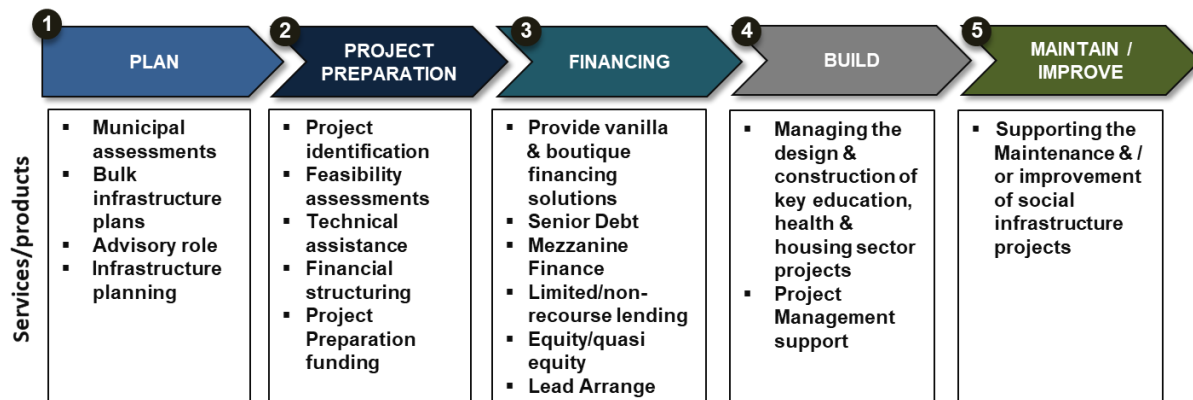 1
PLAN
2
PROJECT
PREPARATION
3
FINANCING
4
BUILD
5
MAINTAIN /
IMPROVE
Services/products
▪ Municipal
assessments
▪ Bulk
infrastructure
plans
▪ Advisory role
▪ Infrastructure
planning
▪ Project
identification
▪ Feasibility
assessments
▪ Technical
assistance
▪ Financial
structuring
▪ Project
Preparation
funding
▪ Provide vanilla
& boutique
financing
solutions
▪ Senior Debt
▪ Mezzanine
Finance
▪ Limited/non-
recourse lending
▪ Equity/quasi
equity
▪ Lead Arrange
▪ Managing the
design &
construction of
key education,
health &
housing sector
projects
▪ Project
Management
support
▪ Supporting the
Maintenance & /
or improvement
of social
infrastructure
projects